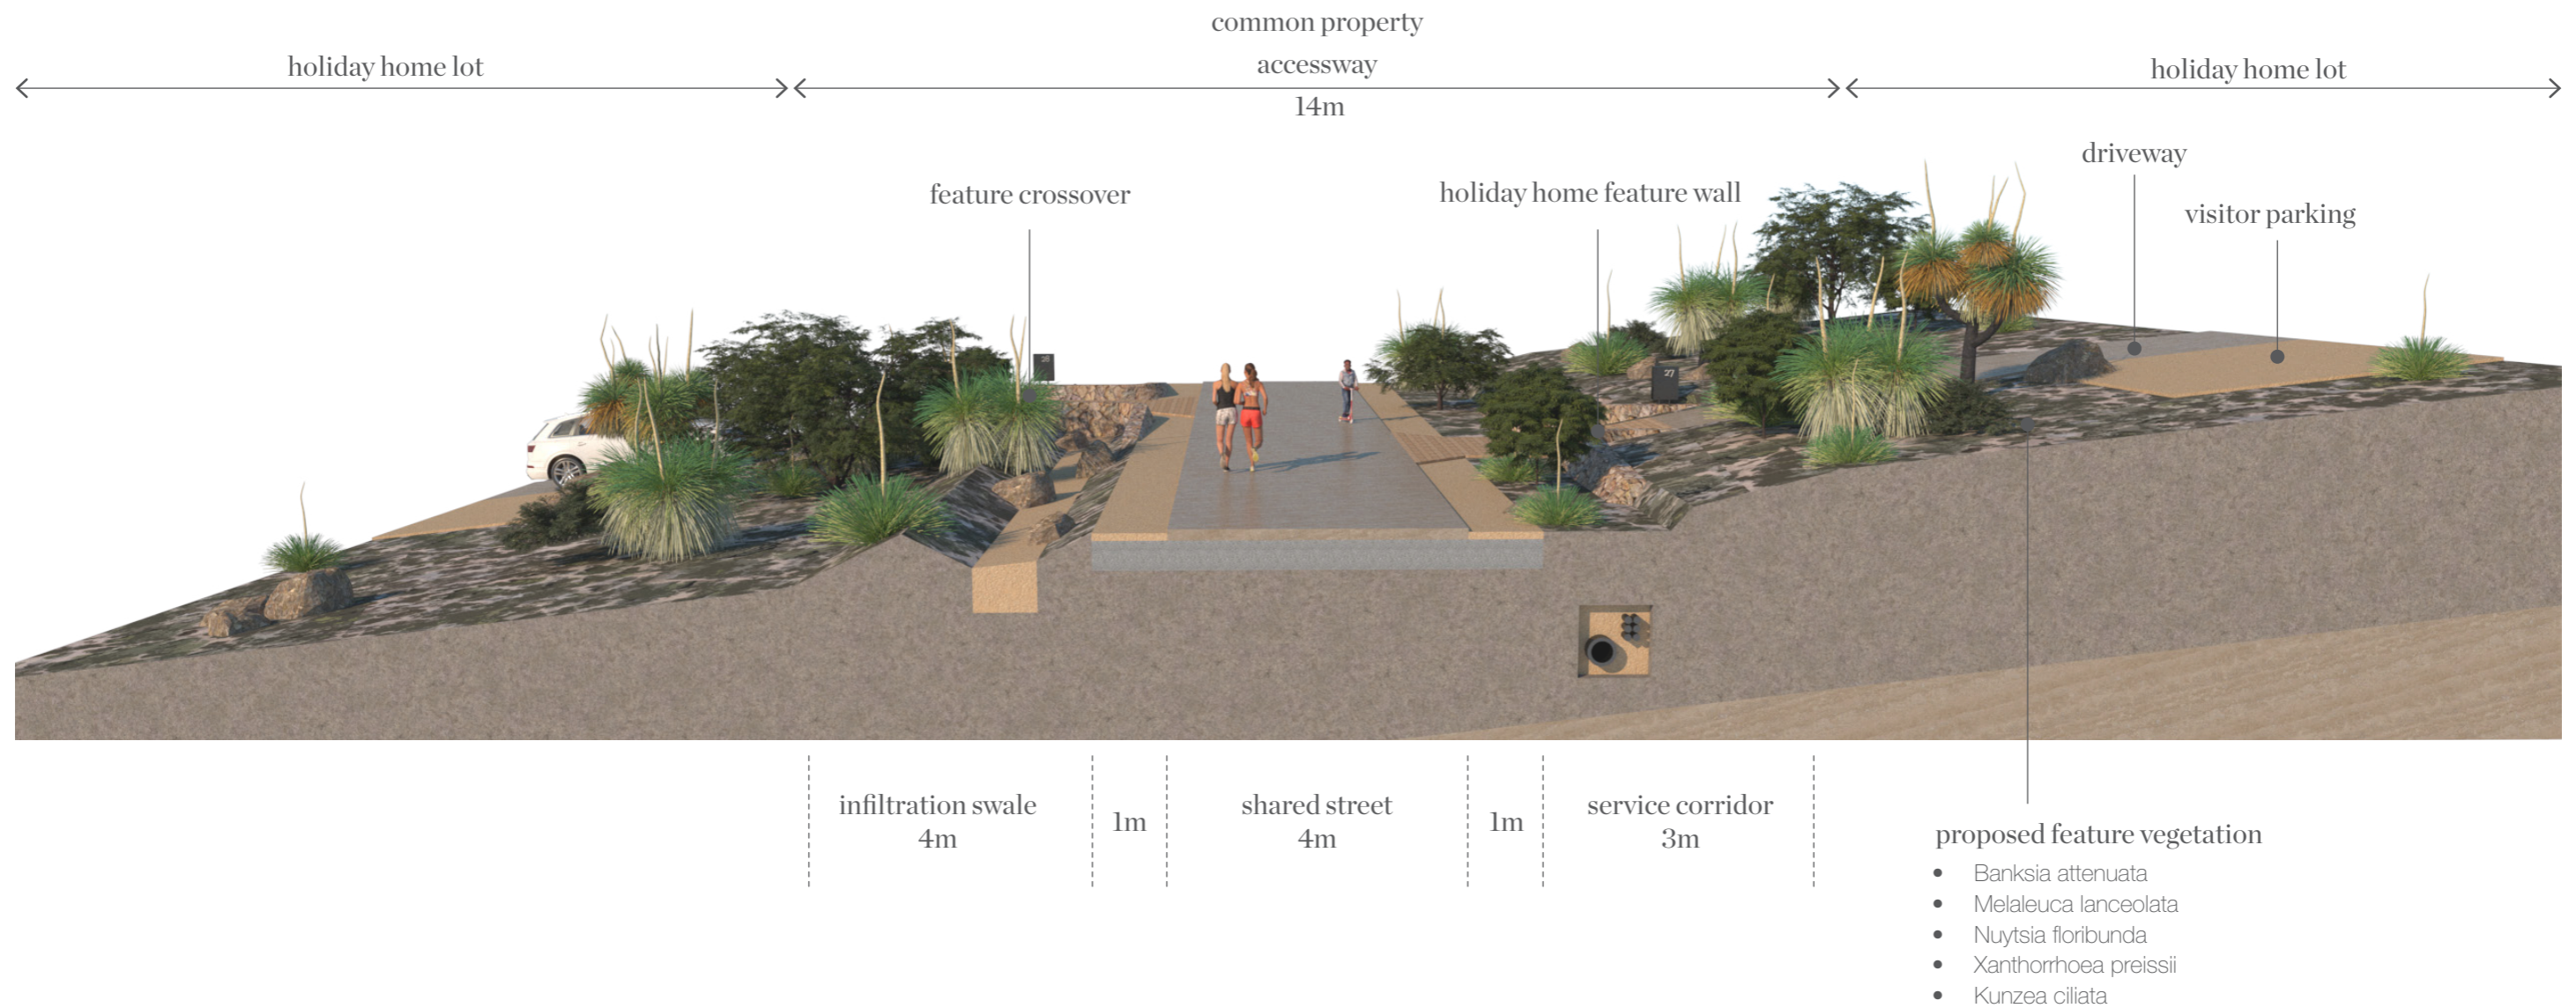 common property
holiday home lot
accessway
holiday home lot
14m
driveway
feature crossover
holiday home feature wall
visitor parking
28
27
infiltration swale
4m
1m
shared street
4m
1m
service corridor
3m
proposed feature vegetation
• Banksia attenuata
• Melaleuca lanceolata
• Nuytsia floribunda
• Xanthorrhoea preissii
• Kunzea ciliata